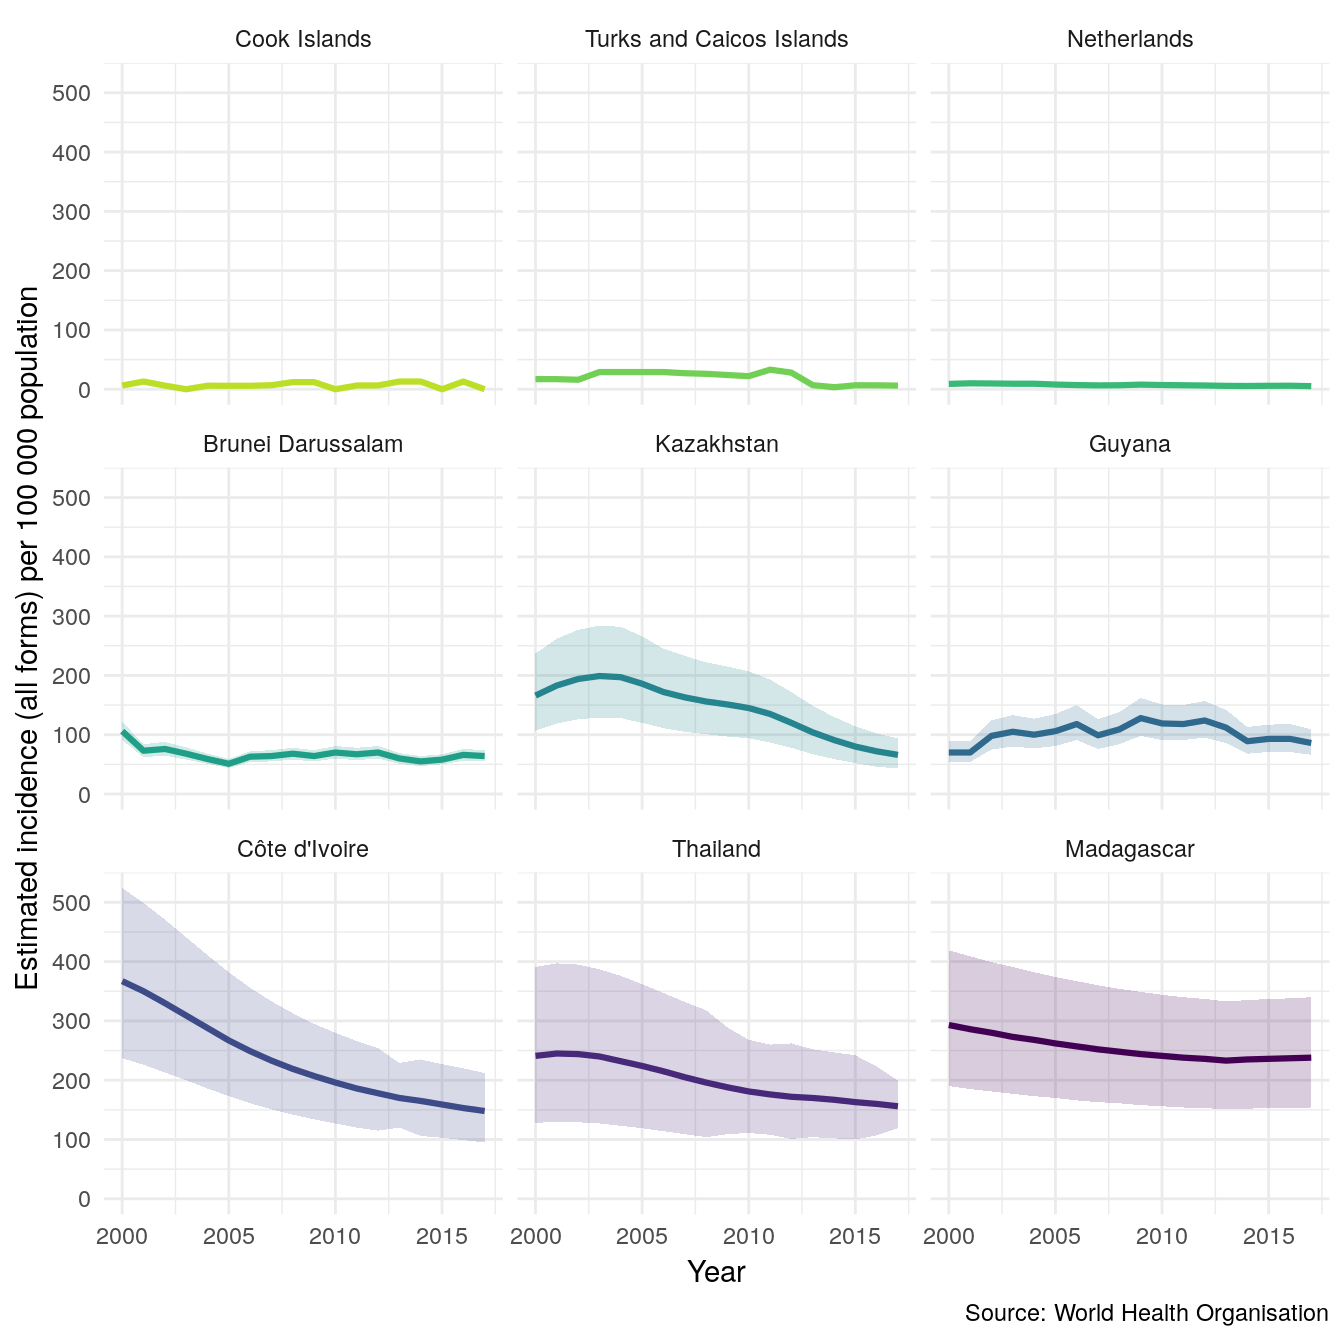 Cook Islands
Turks and Caicos Islands
Netherlands
500
400
300
200
100
0
Brunei Darussalam
Kazakhstan
Guyana
500
400
300
200
100
0
Côte d'Ivoire
Thailand
Madagascar
500
400
300
200
100
0
2000 2005 2010 2015
2000 2005 2010 2015
2000 2005 2010 2015
Estimated incidence (all forms) per 100 000 population
Year
Source: World Health Organisation